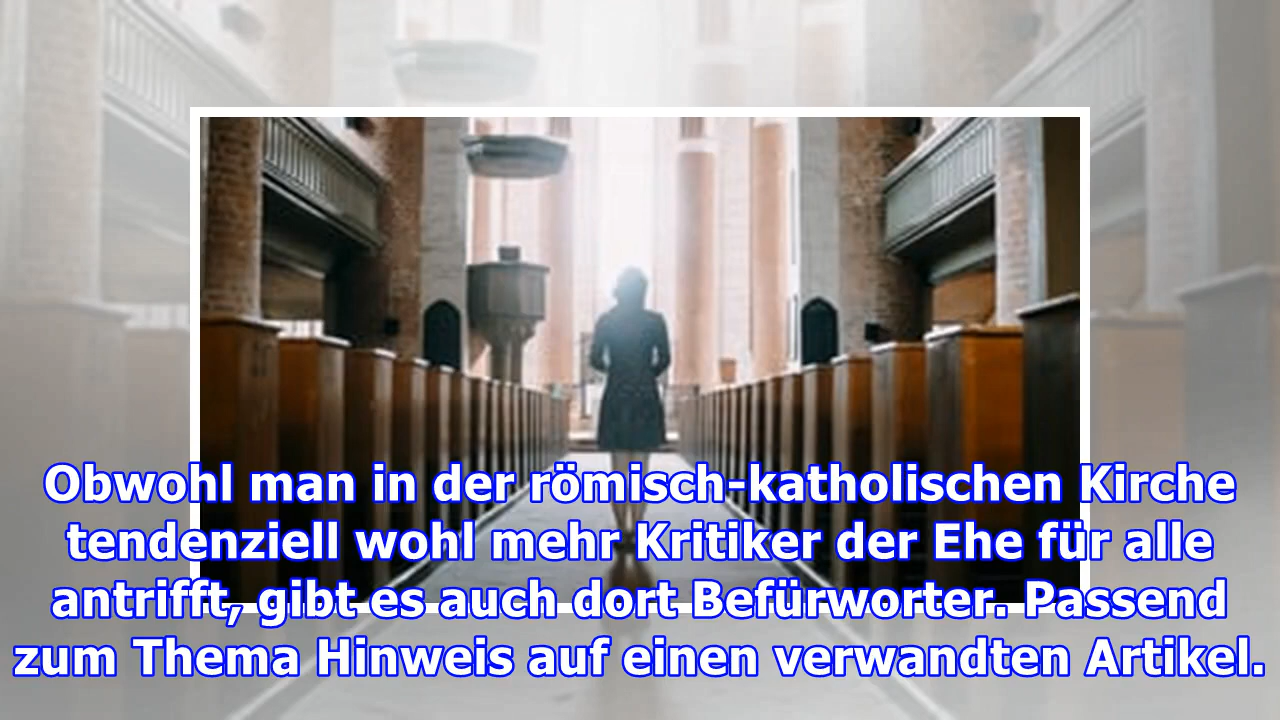 Obwohl man in der römisch-katholischen Kirche
tendenziell wohl mehr Kritiker der Ehe für alle
antrifft, gibt es auch dort Befürworter. Passend
zum Thema Hinweis auf einen verwandten Artikel.